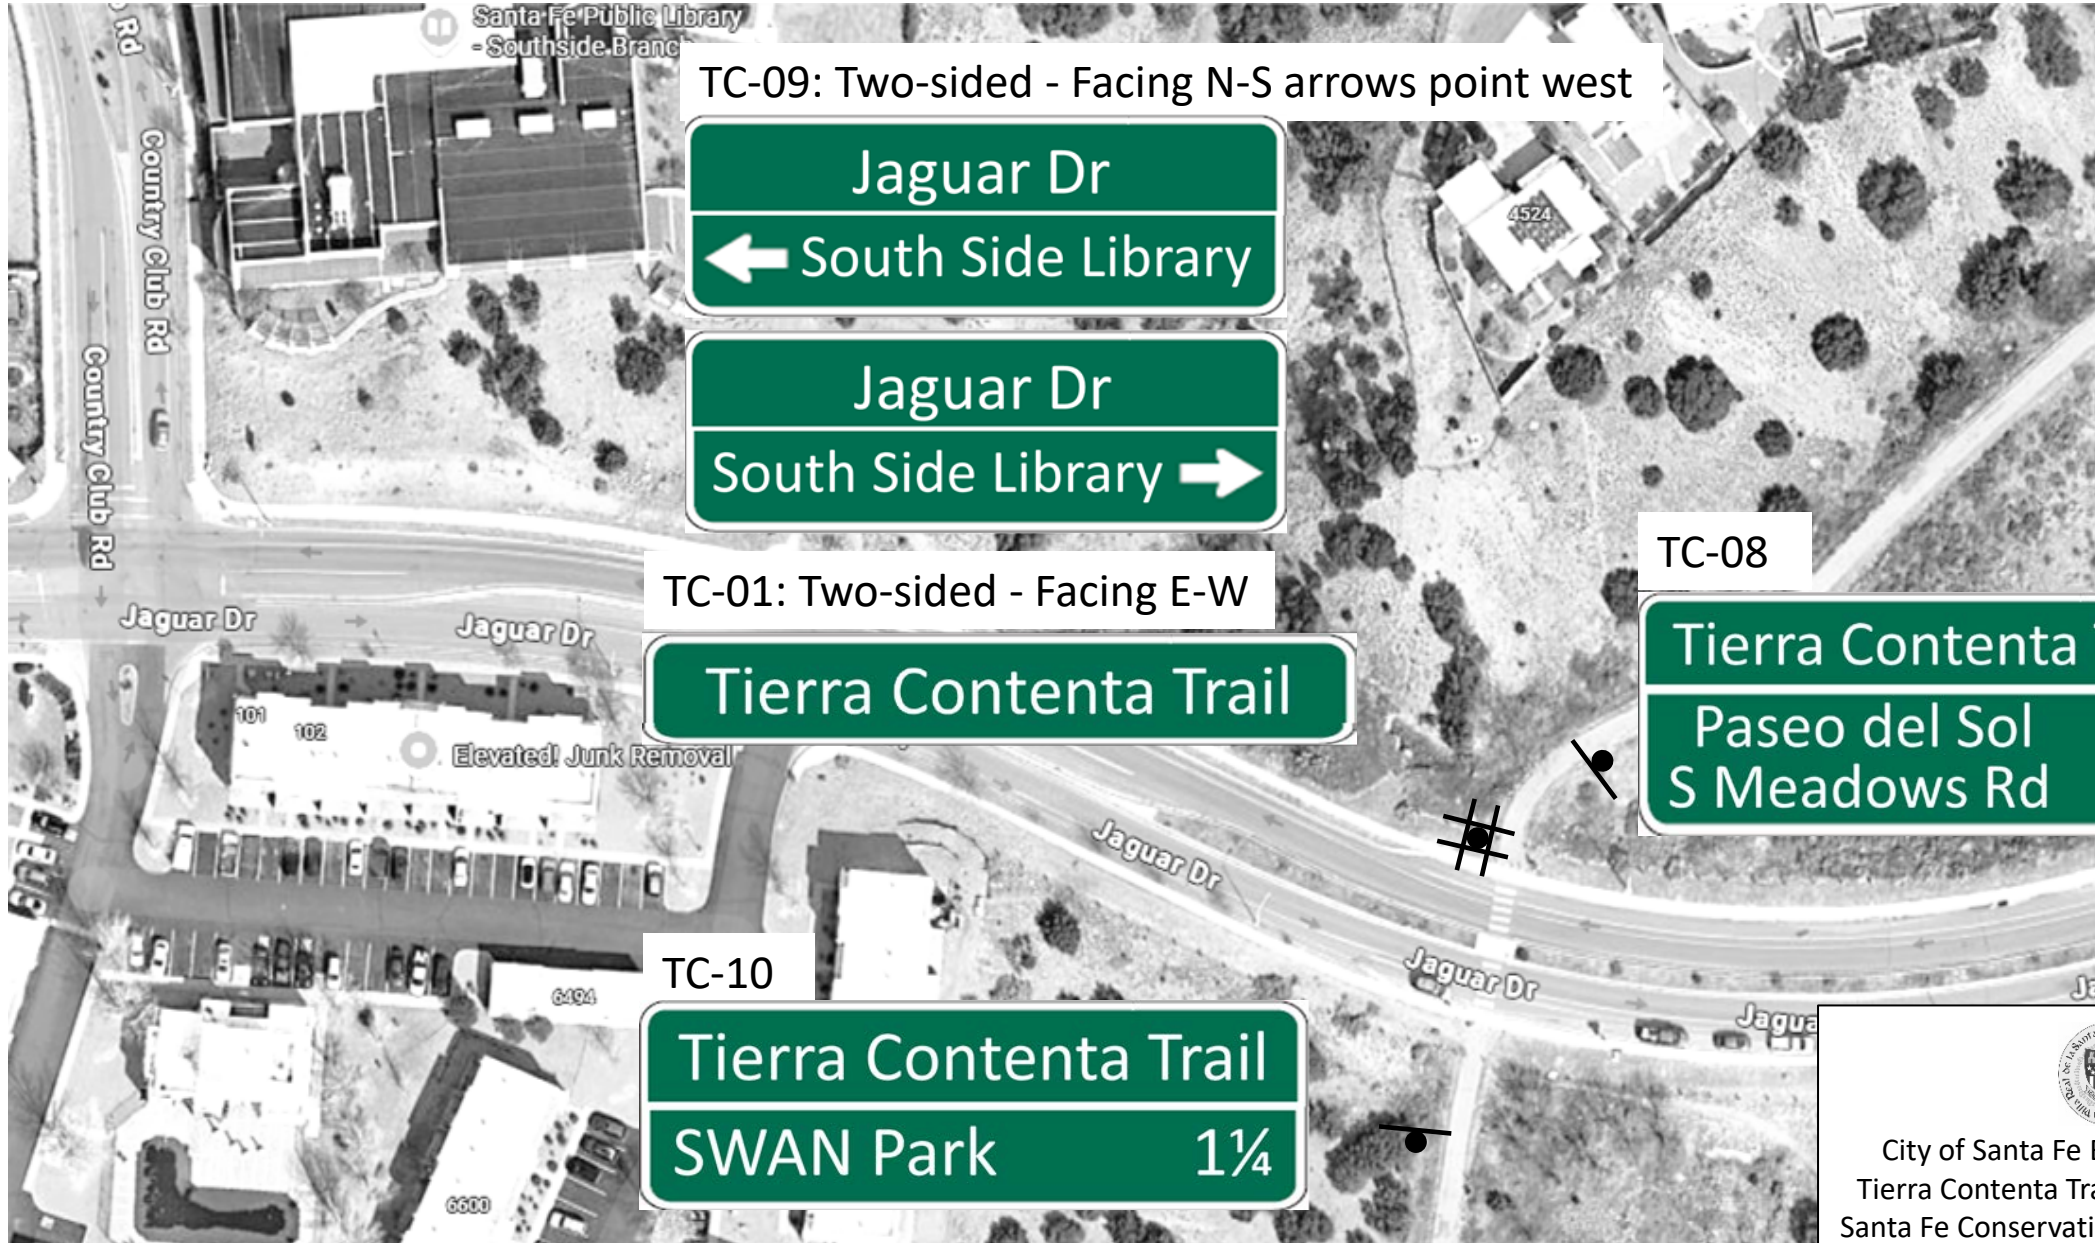 Santa Fe Public Library
- Southside Branch
Rd
TC-09: Two-sided - Facing N-S arrows point west
Jaguar Dr
South Side Library
Jaguar Dr
South Side Library
4524
Country Club Rd
Country Club Rd
TC-01: Two-sided - Facing E-W
Tierra Contenta Trail
TC-08
Tierra Contenta
Paseo del Sol
S Meadows Rd
Jaguar Dr
Jaguar Dr
101
102
Elevated! Junk Removal
Jaguar Dr
Jaguar Dr
TC-10
Tierra Contenta Trail
SWAN Park 1¼
6494
6600
Jagua
Ja
City of Santa Fe
Tierra Contenta Tra
Santa Fe Conservati